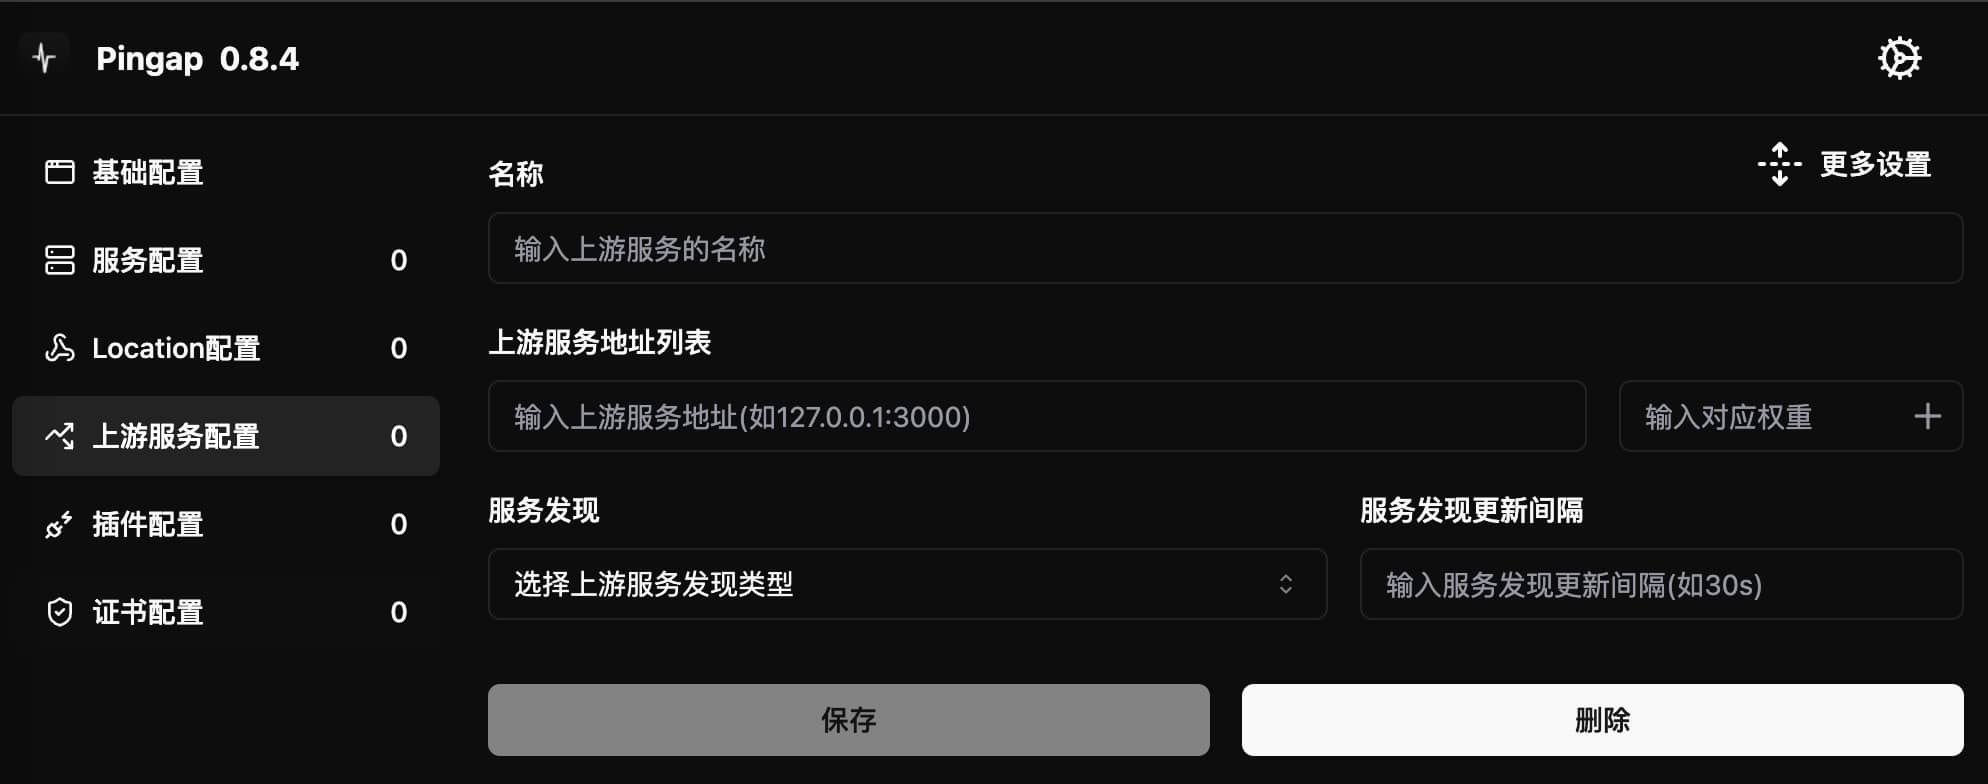 Pingap 0.8.4
基础配置
服务配置 0
Location配置 0
上游服务配置 0
插件配置 0
证书配置 0
更多设置
名称
输入上游服务的名称
上游服务地址列表
输入上游服务地址(如127.0.0.1:3000)
输入对应权重
服务发现
选择上游服务发现类型
服务发现更新间隔
输入服务发现更新间隔(如30s)
保存
删除